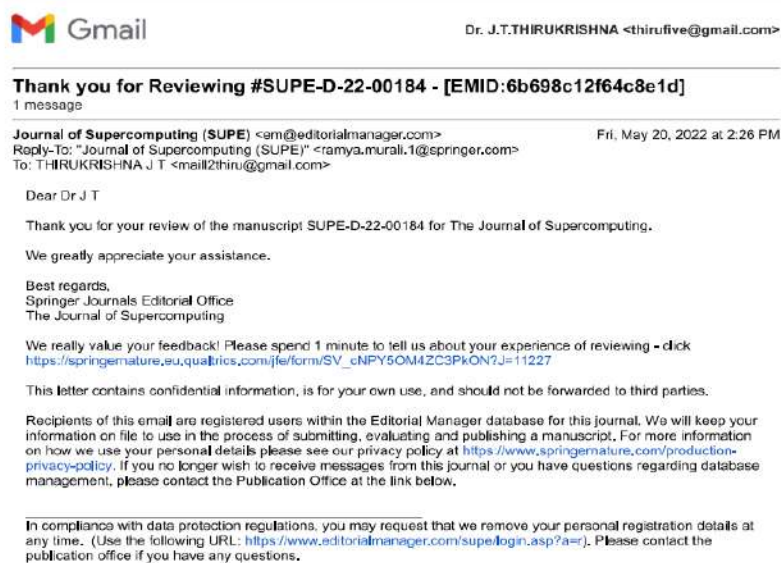 Gmail
Dr. J.T.THIRUKRISHNA <thirufive@gmail.com>
Thank you for Reviewing #SUPE-D-22-00184 - [EMID:6b698c12f64c8e1d]
1 message
Journal of Supercomputing (SUPE) <em@editorialmanager.com>
Fri, May 20, 2022 at 2:26 PM
Reply-To: "Journal of Supercomputing (SUPE)" <ramya.murali.1@springer.com>
To: THIRUKRISHNA J T <maill2thiru@gmail.com>
Dear Dr J T
Thank you for your review of the manuscript SUPE-D-22-00184 for The Journal of Supercomputing.
We greatly appreciate your assistance.
Best regards,
Springer Journals Editorial Office
The Journal of Supercomputing
We really value your feedback! Please spend 1 minute to tell us about your experience of reviewing - click
https://springernature.eu.qualtrics.com/jfe/form/SV_cNPY5OM4ZC3PkON?J=11227
This letter contains confidential information, is for your own use, and should not be forwarded to third parties.
Recipients of this email are registered users within the Editorial Manager database for this journal. We will keep your
information on file to use in the process of submitting, evaluating and publishing a manuscript. For more information
on how we use your personal details please see our privacy policy at https://www.springernature.com/production-
privacy-policy. If you no longer wish to receive messages from this journal or you have questions regarding database
management, please contact the Publication Office at the link below.
In compliance with data protection regulations, you may request that we remove your personal registration details at
any time. (Use the following URL: https://www.editorialmanager.com/supe/login.asp?a=r). Please contact the
publication office if you have any questions.